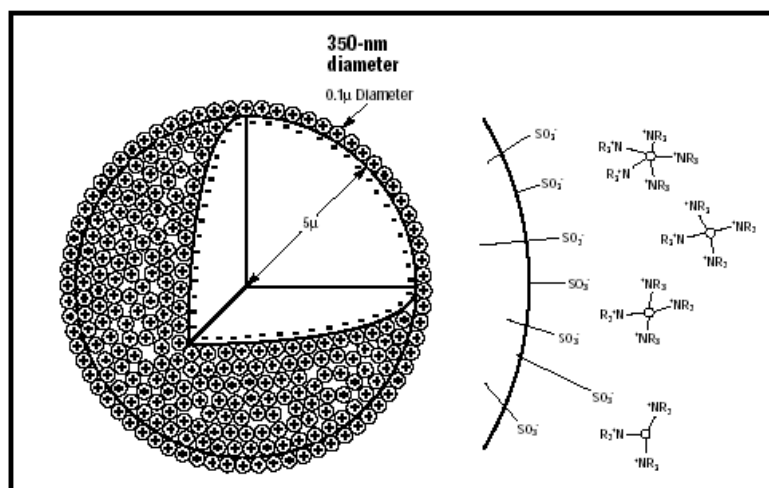 350-nm
diameter
0.1µ Diameter
5µ
SO₃⁻
SO₃⁻
SO₃⁻
SO₃⁻
SO₃⁻
SO₃⁻
SO₃⁻
⁺NR₃
R₃⁺N
⁺NR₃
R₃⁺N
⁺NR₃
⁺NR₃
⁺NR₃
R₃⁺N
⁺NR₃
⁺NR₃
⁺NR₃
R₃⁺N
⁺NR₃
⁺NR₃
R₃⁺N
⁺NR₃